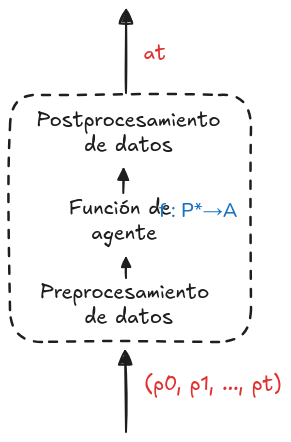 at
Postprocesamiento
de datos
Función de f: P*→A
agente
Preprocesamiento
de datos
(ρ0, ρ1, ..., ρt)